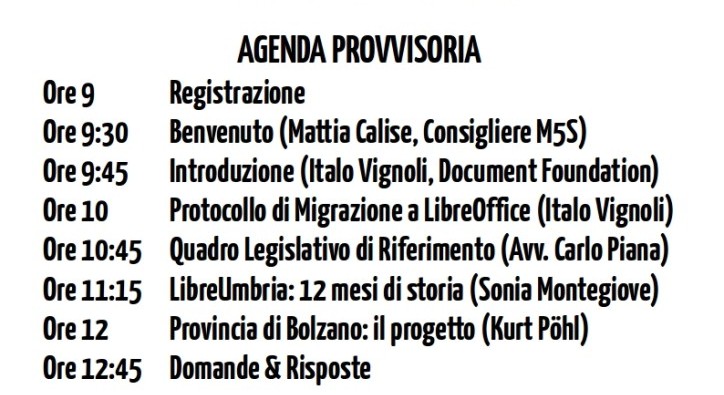 AGENDA PROVVISORIA
Ore 9 Registrazione
Ore 9:30 Benvenuto (Mattia Calise, Consigliere M5S)
Ore 9:45 Introduzione (Italo Vignoli, Document Foundation)
Ore 10 Protocollo di Migrazione a LibreOffice (Italo Vignoli)
Ore 10:45 Quadro Legislativo di Riferimento (Avv. Carlo Piana)
Ore 11:15 LibreUmbria: 12 mesi di storia (Sonia Montegiove)
Ore 12 Provincia di Bolzano: il progetto (Kurt Pöhl)
Ore 12:45 Domande & Risposte